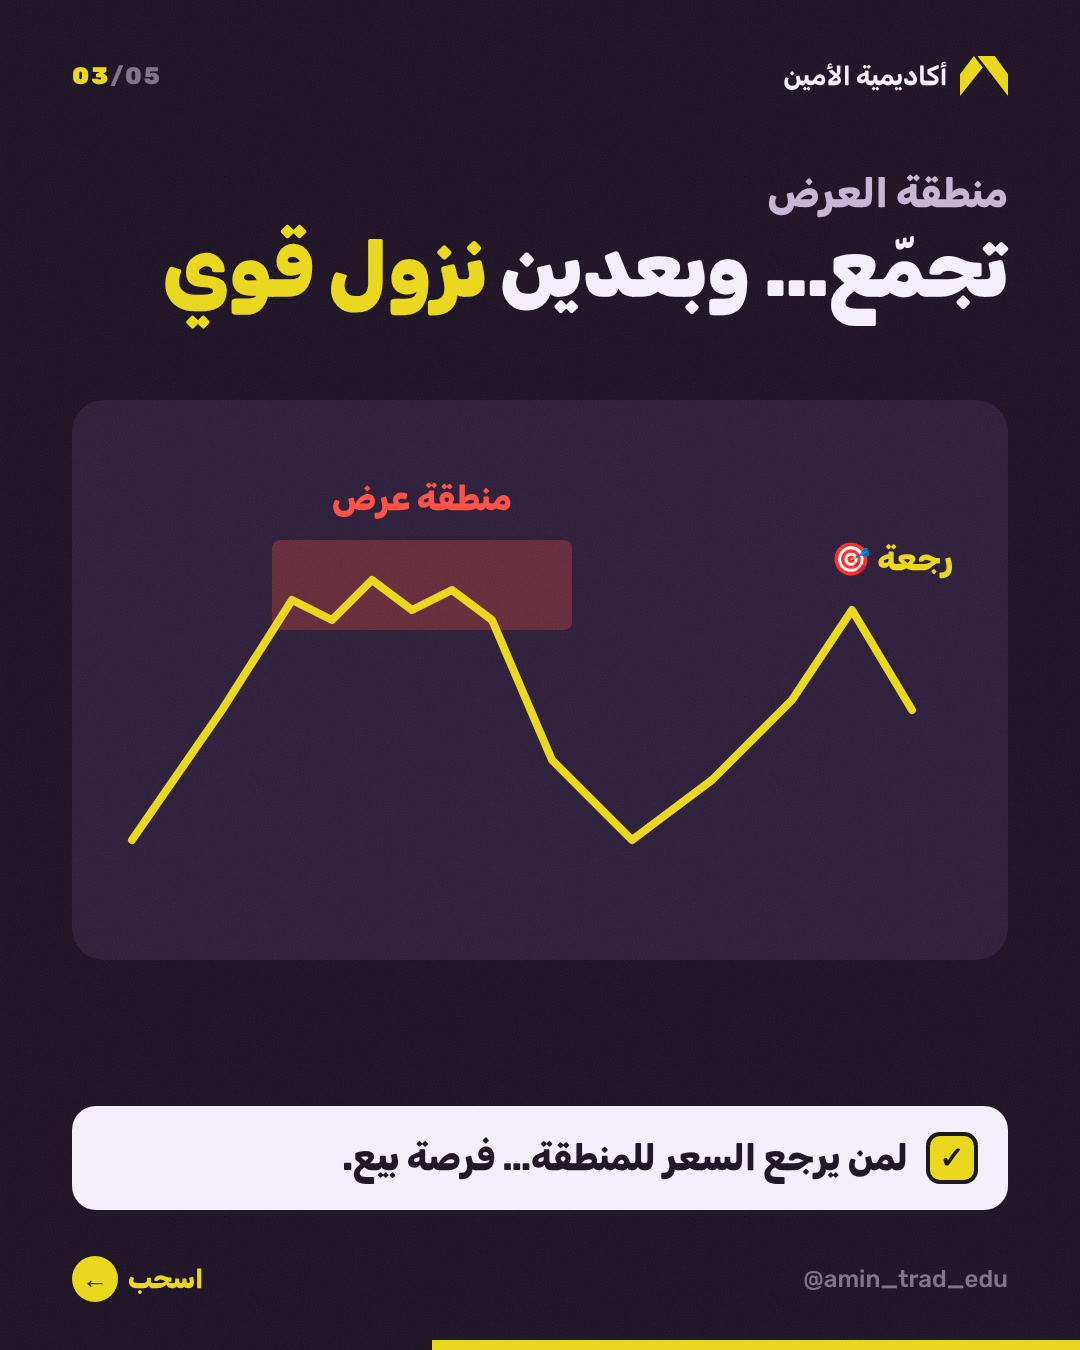 أكاديمية الأمين
03/05
منطقة العرض
تجمّع... وبعدين نزول قوي
منطقة عرض
رجعة 🎯
✓ لمن يرجع السعر للمنطقة... فرصة بيع.
اسحب ←
@amin_trad_edu